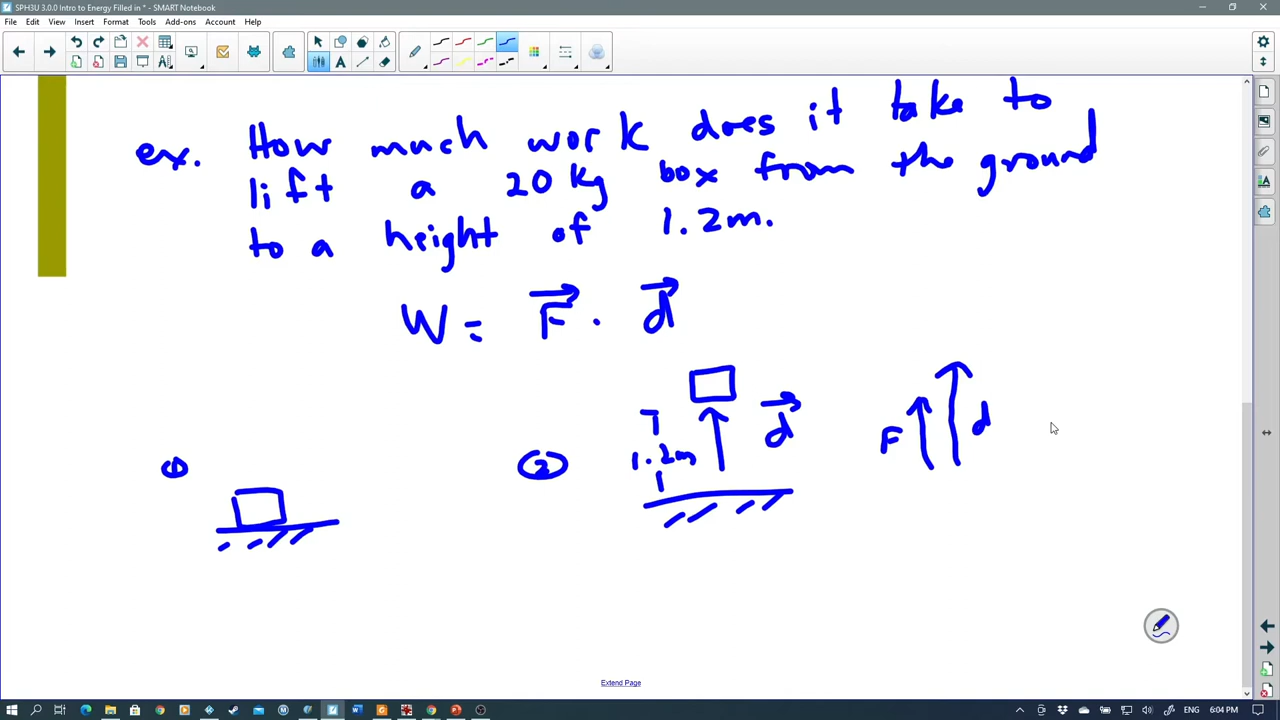 SPH3U 3.0.0 Intro to Energy Filled in * - SMART Notebook
File Edit View Insert Format Tools Add-ons Account Help
ex. How much work does it take to
lift a 20 kg box from the ground
to a height of 1.2m.
W = F · d
1
2
1.2m
d
F
d
Extend Page
ENG
6:04 PM